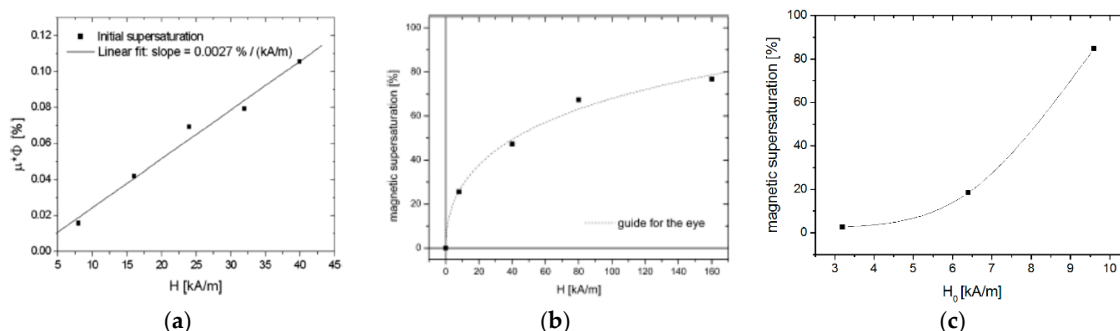 0.12
0.10
0.08
0.06
0.04
0.02
0.00
μ*Φ [%]
Initial supersaturation
Linear fit: slope = 0.0027 % / (kA/m)
5 10 15 20 25 30 35 40 45
H [kA/m]
(a)
100
80
60
40
20
0
magnetic supersaturation [%]
guide for the eye
0 20 40 60 80 100 120 140 160
H [kA/m]
(b)
100
80
60
40
20
0
magnetic supersaturation [%]
3 4 5 6 7 8 9 10
H₀ [kA/m]
(c)